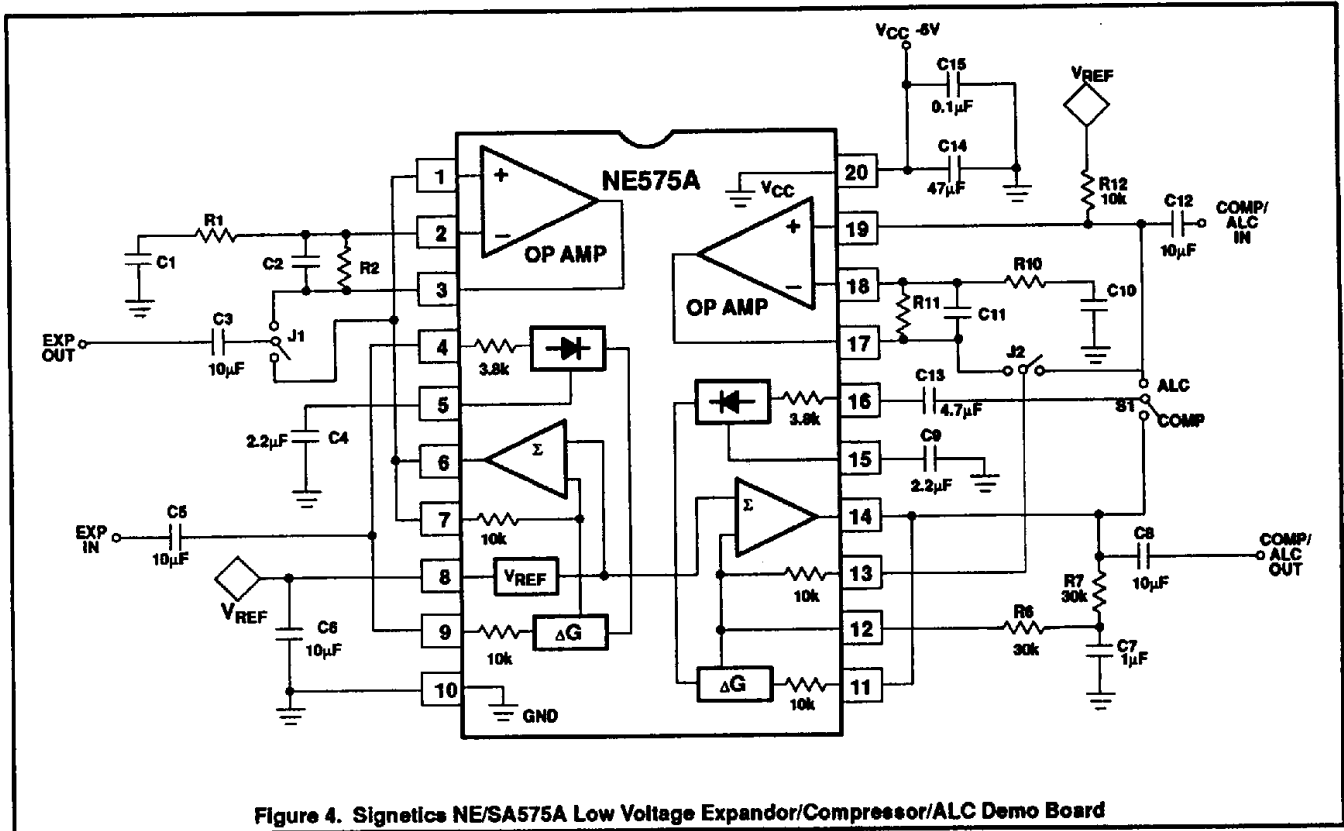 VCC -5V
C15
0.1µF
C14
47µF
VREF
R12
10k
C12
10µF
COMP/
ALC
IN
NE575A
1
+
2
−
OP AMP
3
R1
C1
C2
R2
EXP
OUT
C3
10µF
J1
4
3.8k
5
2.2µF
C4
6
Σ
7
10k
EXP
IN
C5
10µF
VREF
8
VREF
C6
10µF
9
10k
ΔG
10
GND
20
VCC
19
+
18
−
OP AMP
17
R11
C11
R10
C10
J2
16
3.8k
C13
4.7µF
ALC
S1
COMP
15
C9
2.2µF
14
Σ
C8
10µF
COMP/
ALC
OUT
13
10k
R7
30k
12
R6
30k
C7
1µF
11
ΔG
10k
Figure 4. Signetics NE/SA575A Low Voltage Expandor/Compressor/ALC Demo Board